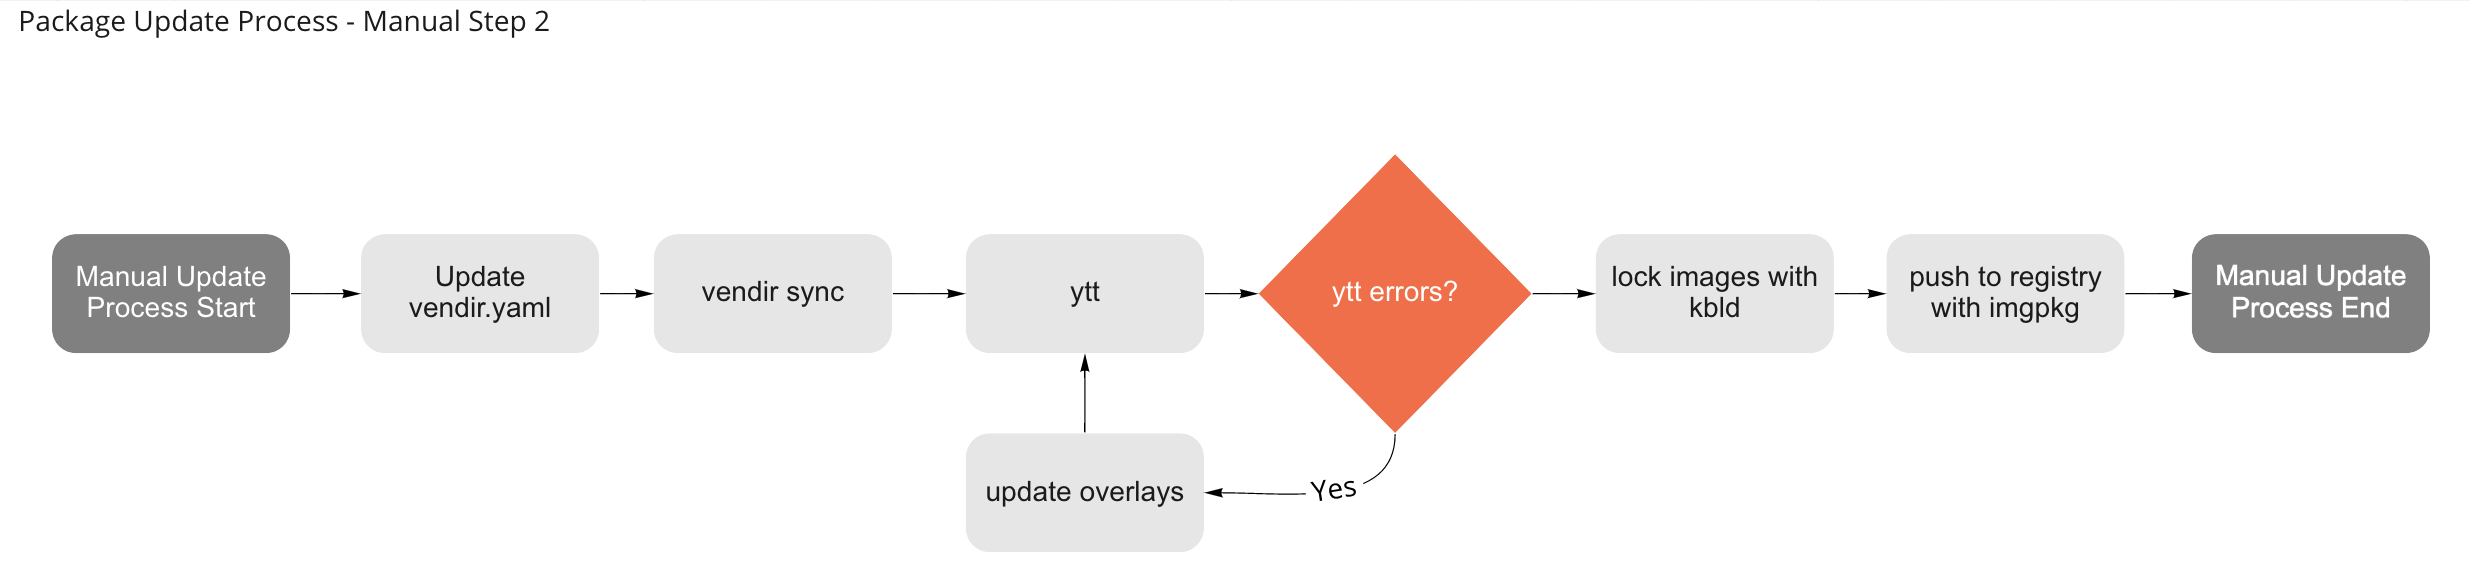 Package Update Process - Manual Step 2
Manual Update
Process Start
Update
vendir.yaml
vendir sync
ytt
ytt errors?
lock images with
kbld
push to registry
with imgpkg
Manual Update
Process End
update overlays
Yes